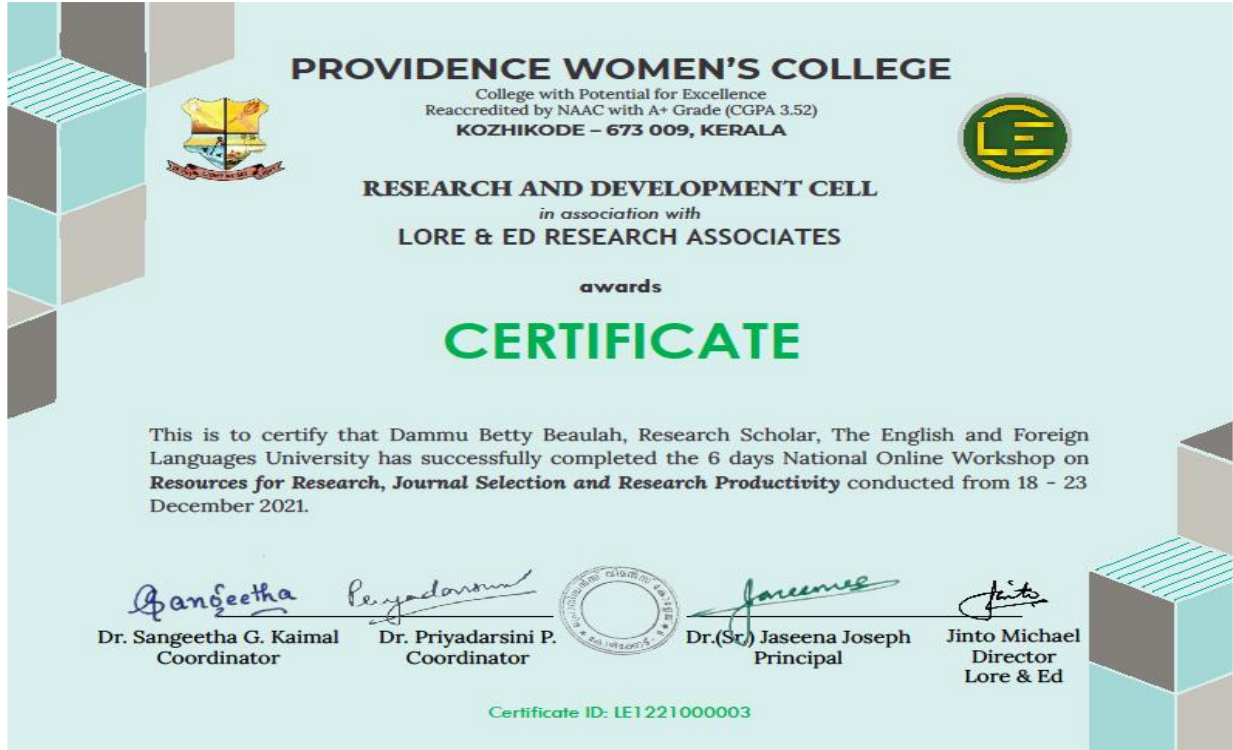 PROVIDENCE WOMEN'S COLLEGE
College with Potential for Excellence
Reaccredited by NAAC with A+ Grade (CGPA 3.52)
KOZHIKODE – 673 009, KERALA
LE
RESEARCH AND DEVELOPMENT CELL
in association with
LORE & ED RESEARCH ASSOCIATES
awards
CERTIFICATE
This is to certify that Dammu Betty Beaulah, Research Scholar, The English and Foreign
Languages University has successfully completed the 6 days National Online Workshop on
Resources for Research, Journal Selection and Research Productivity conducted from 18 - 23
December 2021.
Sangeetha
Jinto
Dr. Sangeetha G. Kaimal
Coordinator
Dr. Priyadarsini P.
Coordinator
Dr.(Sr.) Jaseena Joseph
Principal
Jinto Michael
Director
Lore & Ed
Certificate ID: LE1221000003